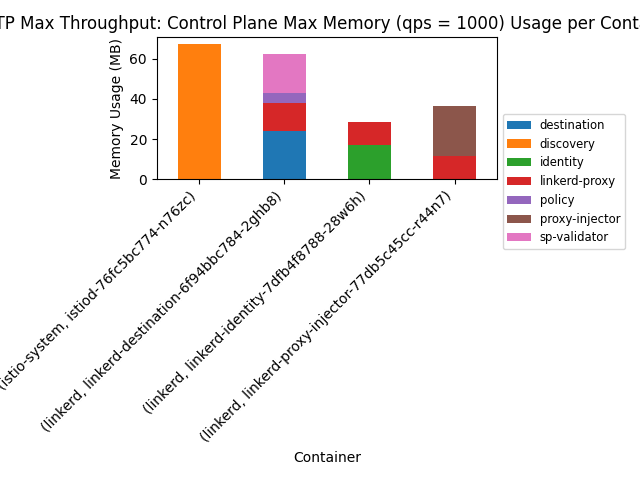 TP Max Throughput: Control Plane Max Memory (qps = 1000) Usage per Conta
Memory Usage (MB)
60
40
20
0
(istio-system, istiod-76fc5bc774-n76zc)
(linkerd, linkerd-destination-6f94bbc784-2ghb8)
(linkerd, linkerd-identity-7dfb4f8788-28w6h)
(linkerd, linkerd-proxy-injector-77db5c45cc-r44n7)
Container
destination
discovery
identity
linkerd-proxy
policy
proxy-injector
sp-validator